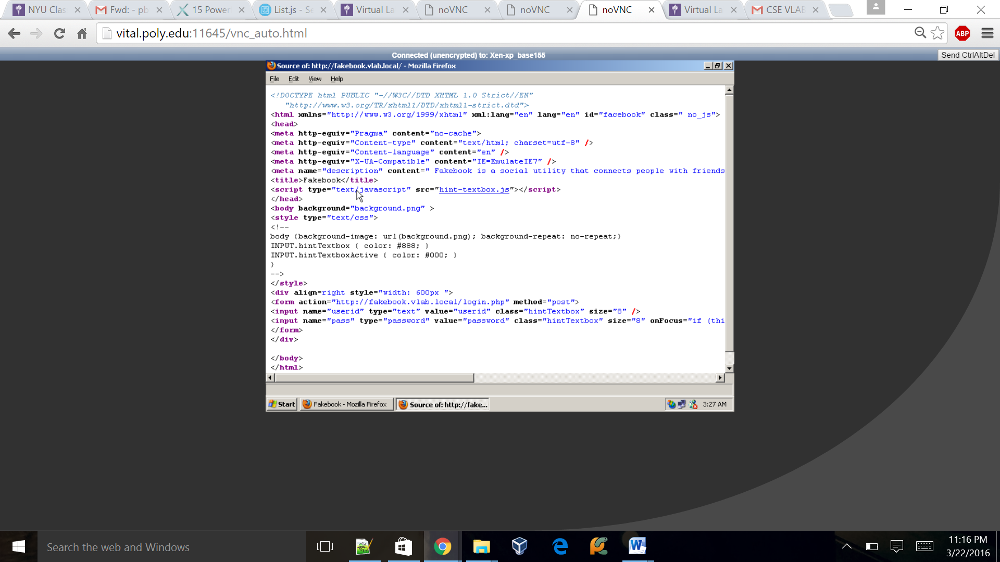 NYU Clas
Fwd: - pb
15 Power
List.js - Se
Virtual La
noVNC
noVNC
noVNC
Virtual La
CSE VLAB
vital.poly.edu:11645/vnc_auto.html
ABP
Connected (unencrypted) to: Xen-xp_base155
Send CtrlAltDel
Source of: http://fakebook.vlab.local/ - Mozilla Firefox
File Edit View Help
<!DOCTYPE html PUBLIC "-//W3C//DTD XHTML 1.0 Strict//EN"
"http://www.w3.org/TR/xhtml1/DTD/xhtml1-strict.dtd">
<html xmlns="http://www.w3.org/1999/xhtml" xml:lang="en" lang="en" id="facebook" class=" no_js">
<head>
<meta http-equiv="Pragma" content="no-cache">
<meta http-equiv="Content-type" content="text/html; charset=utf-8" />
<meta http-equiv="Content-language" content="en" />
<meta http-equiv="X-UA-Compatible" content="IE=EmulateIE7" />
<meta name="description" content=" Fakebook is a social utility that connects people with friends
<title>Fakebook</title>
<script type="text/javascript" src="hint-textbox.js"></script>
</head>
<body background="background.png" >
<style type="text/css">
<!--
body {background-image: url(background.png); background-repeat: no-repeat;}
INPUT.hintTextbox { color: #888; }
INPUT.hintTextboxActive { color: #000; }
}
-->
</style>
<div align=right style="width: 600px ">
<form action="http://fakebook.vlab.local/login.php" method="post">
<input name="userid" type="text" value="userid" class="hintTextbox" size="8" />
<input name="pass" type="password" value="password" class="hintTextbox" size="8" onFocus="if (thi
</form>
</div>
</body>
</html>
Start
Fakebook - Mozilla Firefox
Source of: http://fake...
3:27 AM
Search the web and Windows
11:16 PM
3/22/2016